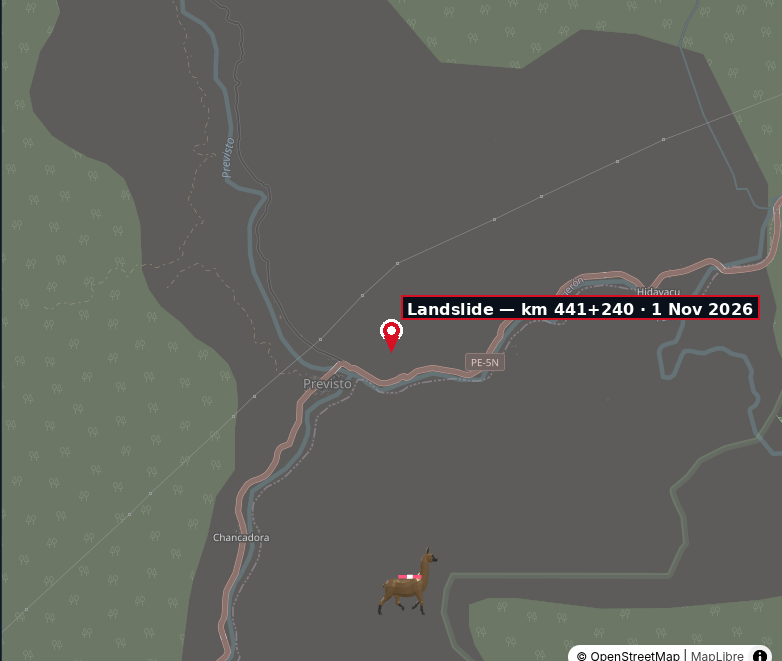 Previsto
Hidayacu
Landslide — km 441+240 · 1 Nov 2026
PE-5N
Previsto
Chancadora
© OpenStreetMap | MapLibre